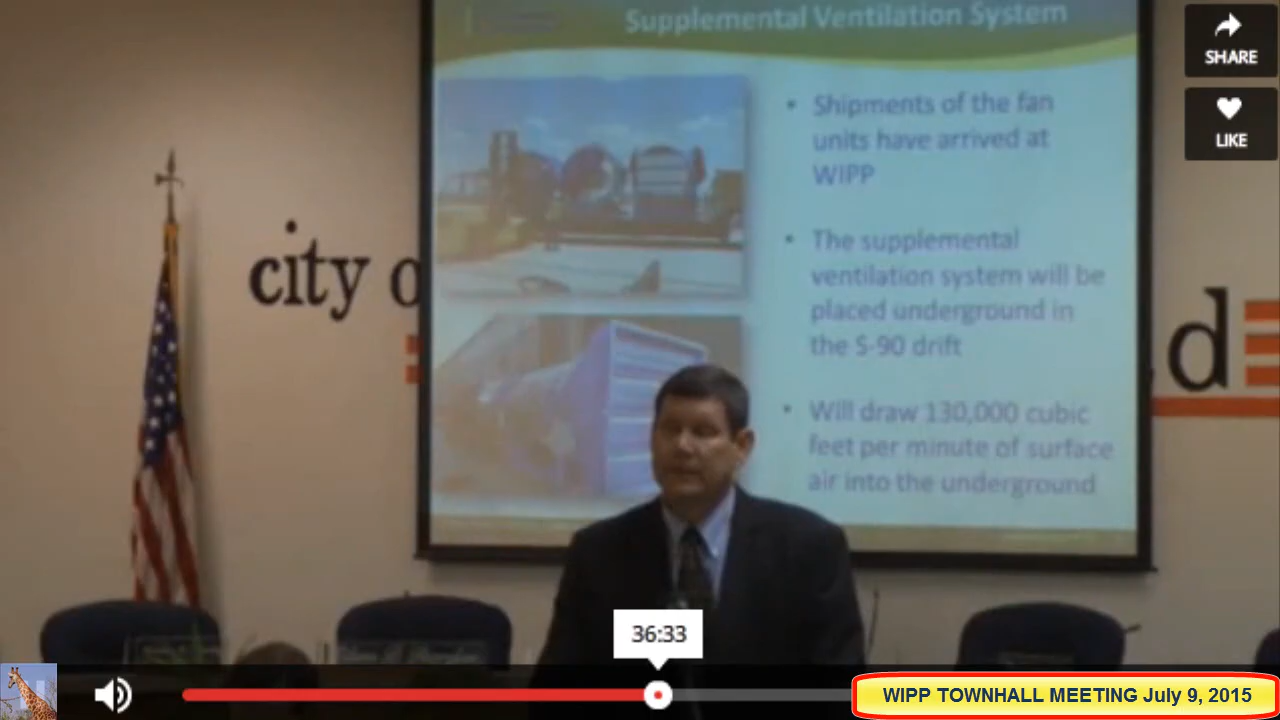 Supplemental Ventilation System
SHARE
LIKE
• Shipments of the fan
units have arrived at
WIPP
• The supplemental
ventilation system will be
placed underground in
the S-90 drift
• Will draw 130,000 cubic
feet per minute of surface
air into the underground
city o
d
36:33
WIPP TOWNHALL MEETING July 9, 2015